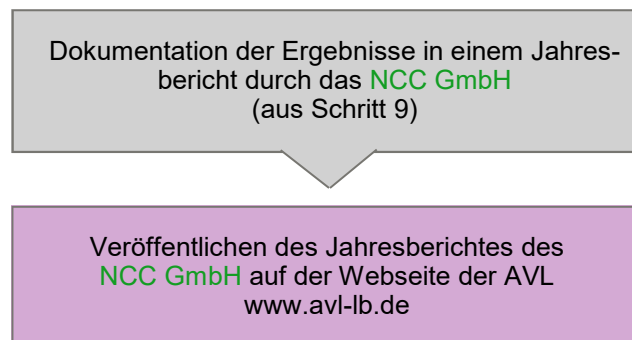 Dokumentation der Ergebnisse in einem Jahres-
bericht durch das NCC GmbH
(aus Schritt 9)
Veröffentlichen des Jahresberichtes des
NCC GmbH auf der Webseite der AVL
www.avl-lb.de